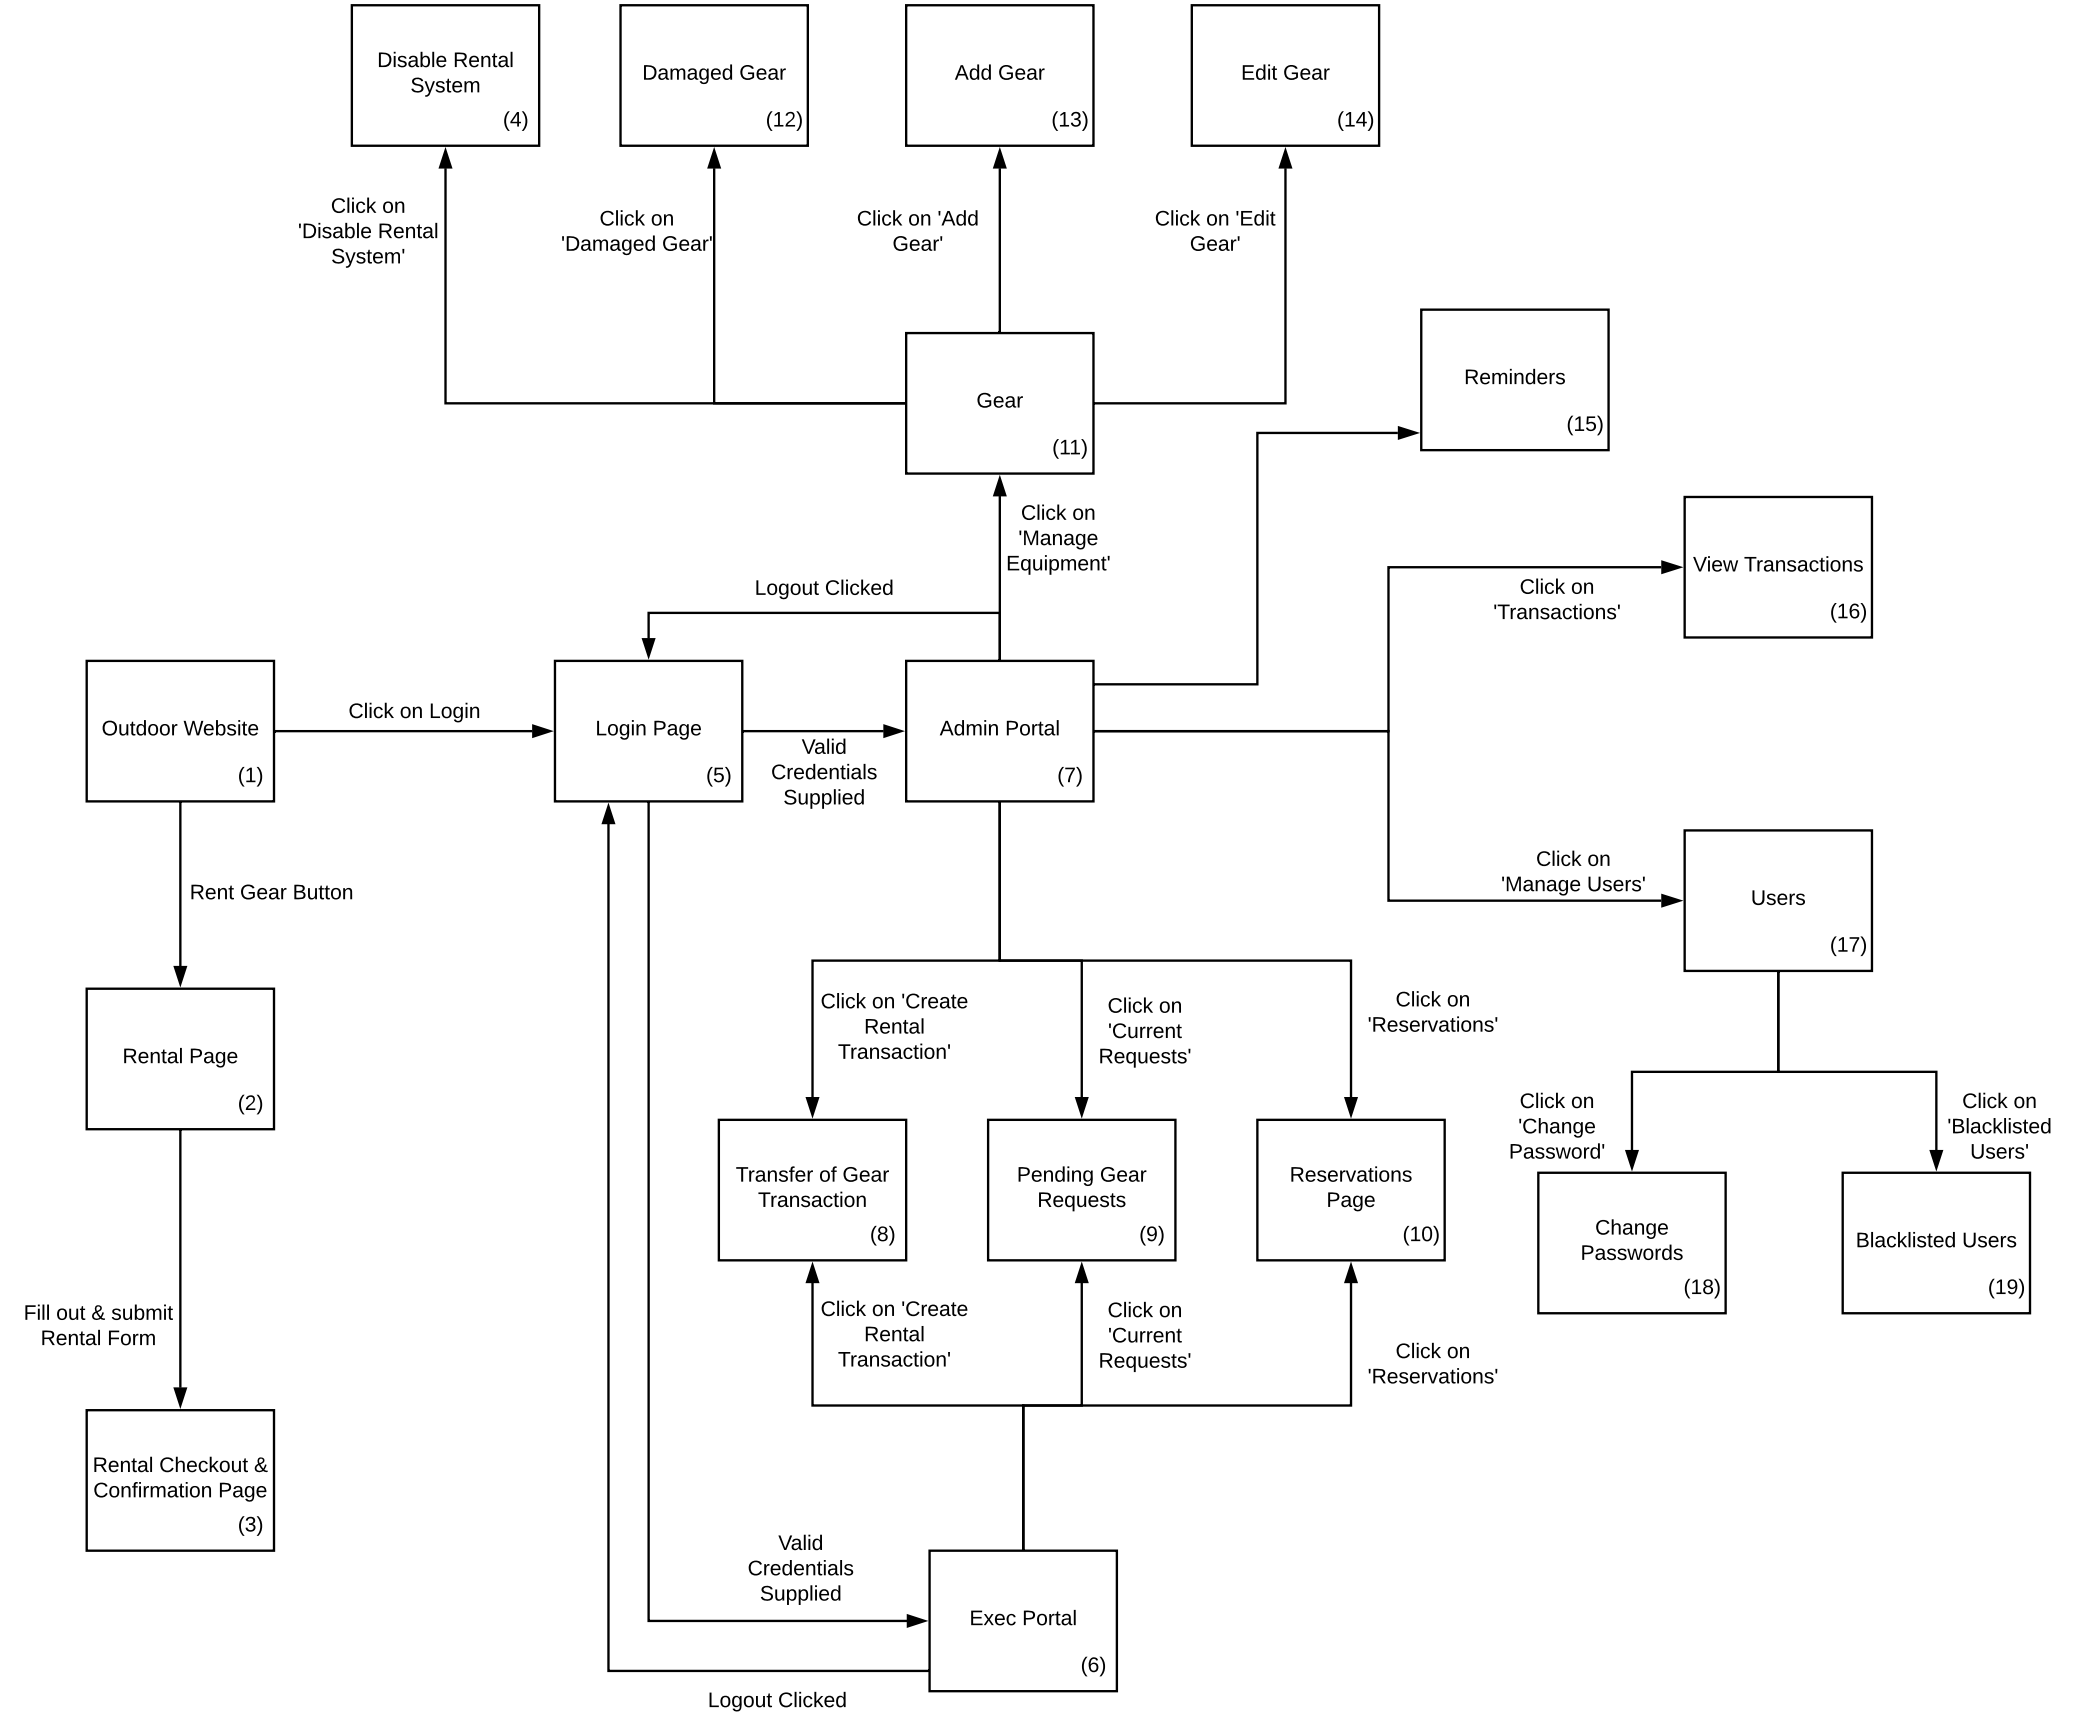 Disable Rental
System
(4)
Damaged Gear
(12)
Add Gear
(13)
Edit Gear
(14)
Click on
'Disable Rental
System'
Click on
'Damaged Gear'
Click on 'Add
Gear'
Click on 'Edit
Gear'
Gear
(11)
Reminders
(15)
Click on
'Manage
Equipment'
Logout Clicked
View Transactions
(16)
Click on
'Transactions'
Outdoor Website
(1)
Click on Login
Login Page
(5)
Valid
Credentials
Supplied
Admin Portal
(7)
Click on
'Manage Users'
Users
(17)
Rent Gear Button
Rental Page
(2)
Click on 'Create
Rental
Transaction'
Click on
'Current
Requests'
Click on
'Reservations'
Click on
'Change
Password'
Click on
'Blacklisted
Users'
Transfer of Gear
Transaction
(8)
Pending Gear
Requests
(9)
Reservations
Page
(10)
Change
Passwords
(18)
Blacklisted Users
(19)
Fill out & submit
Rental Form
Click on 'Create
Rental
Transaction'
Click on
'Current
Requests'
Click on
'Reservations'
Rental Checkout &
Confirmation Page
(3)
Valid
Credentials
Supplied
Exec Portal
(6)
Logout Clicked